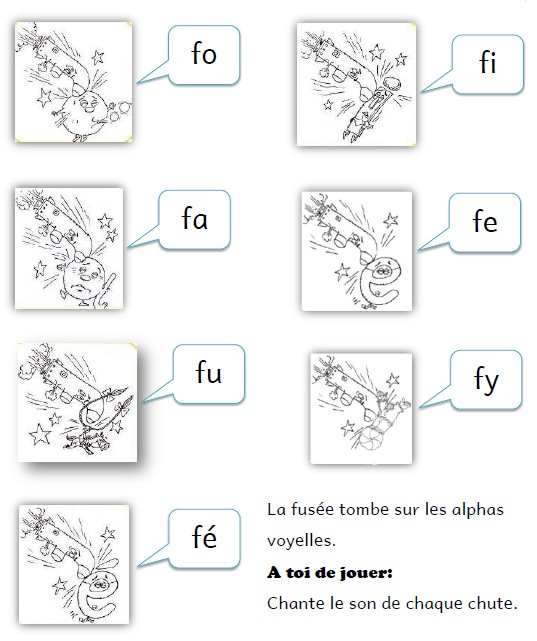 fo
fi
fa
fe
fu
fy
fé
La fusée tombe sur les alphas
voyelles.
A toi de jouer:
Chante le son de chaque chute.